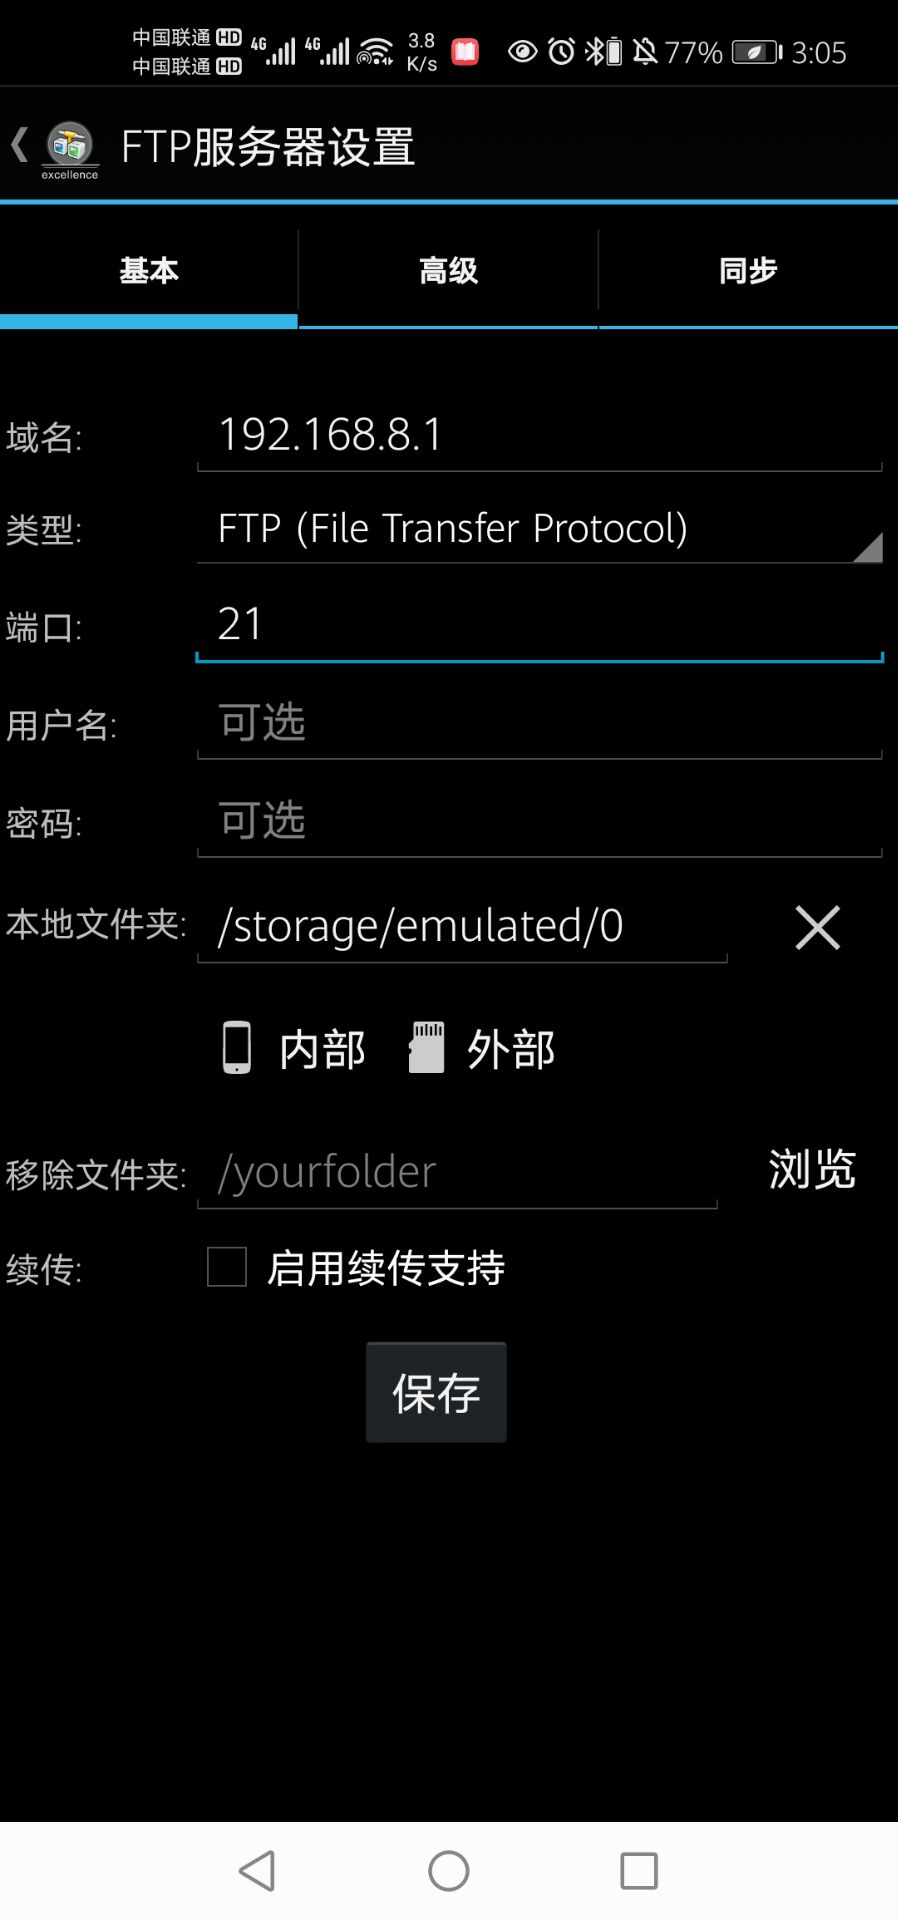 中国联通 HD
中国联通 HD
4G 4G 3.8 K/s 77% 3:05
excellence
FTP服务器设置
基本 高级 同步
域名: 192.168.8.1
类型: FTP (File Transfer Protocol)
端口: 21
用户名: 可选
密码: 可选
本地文件夹: /storage/emulated/0
内部 外部
移除文件夹: /yourfolder 浏览
续传: 启用续传支持
保存